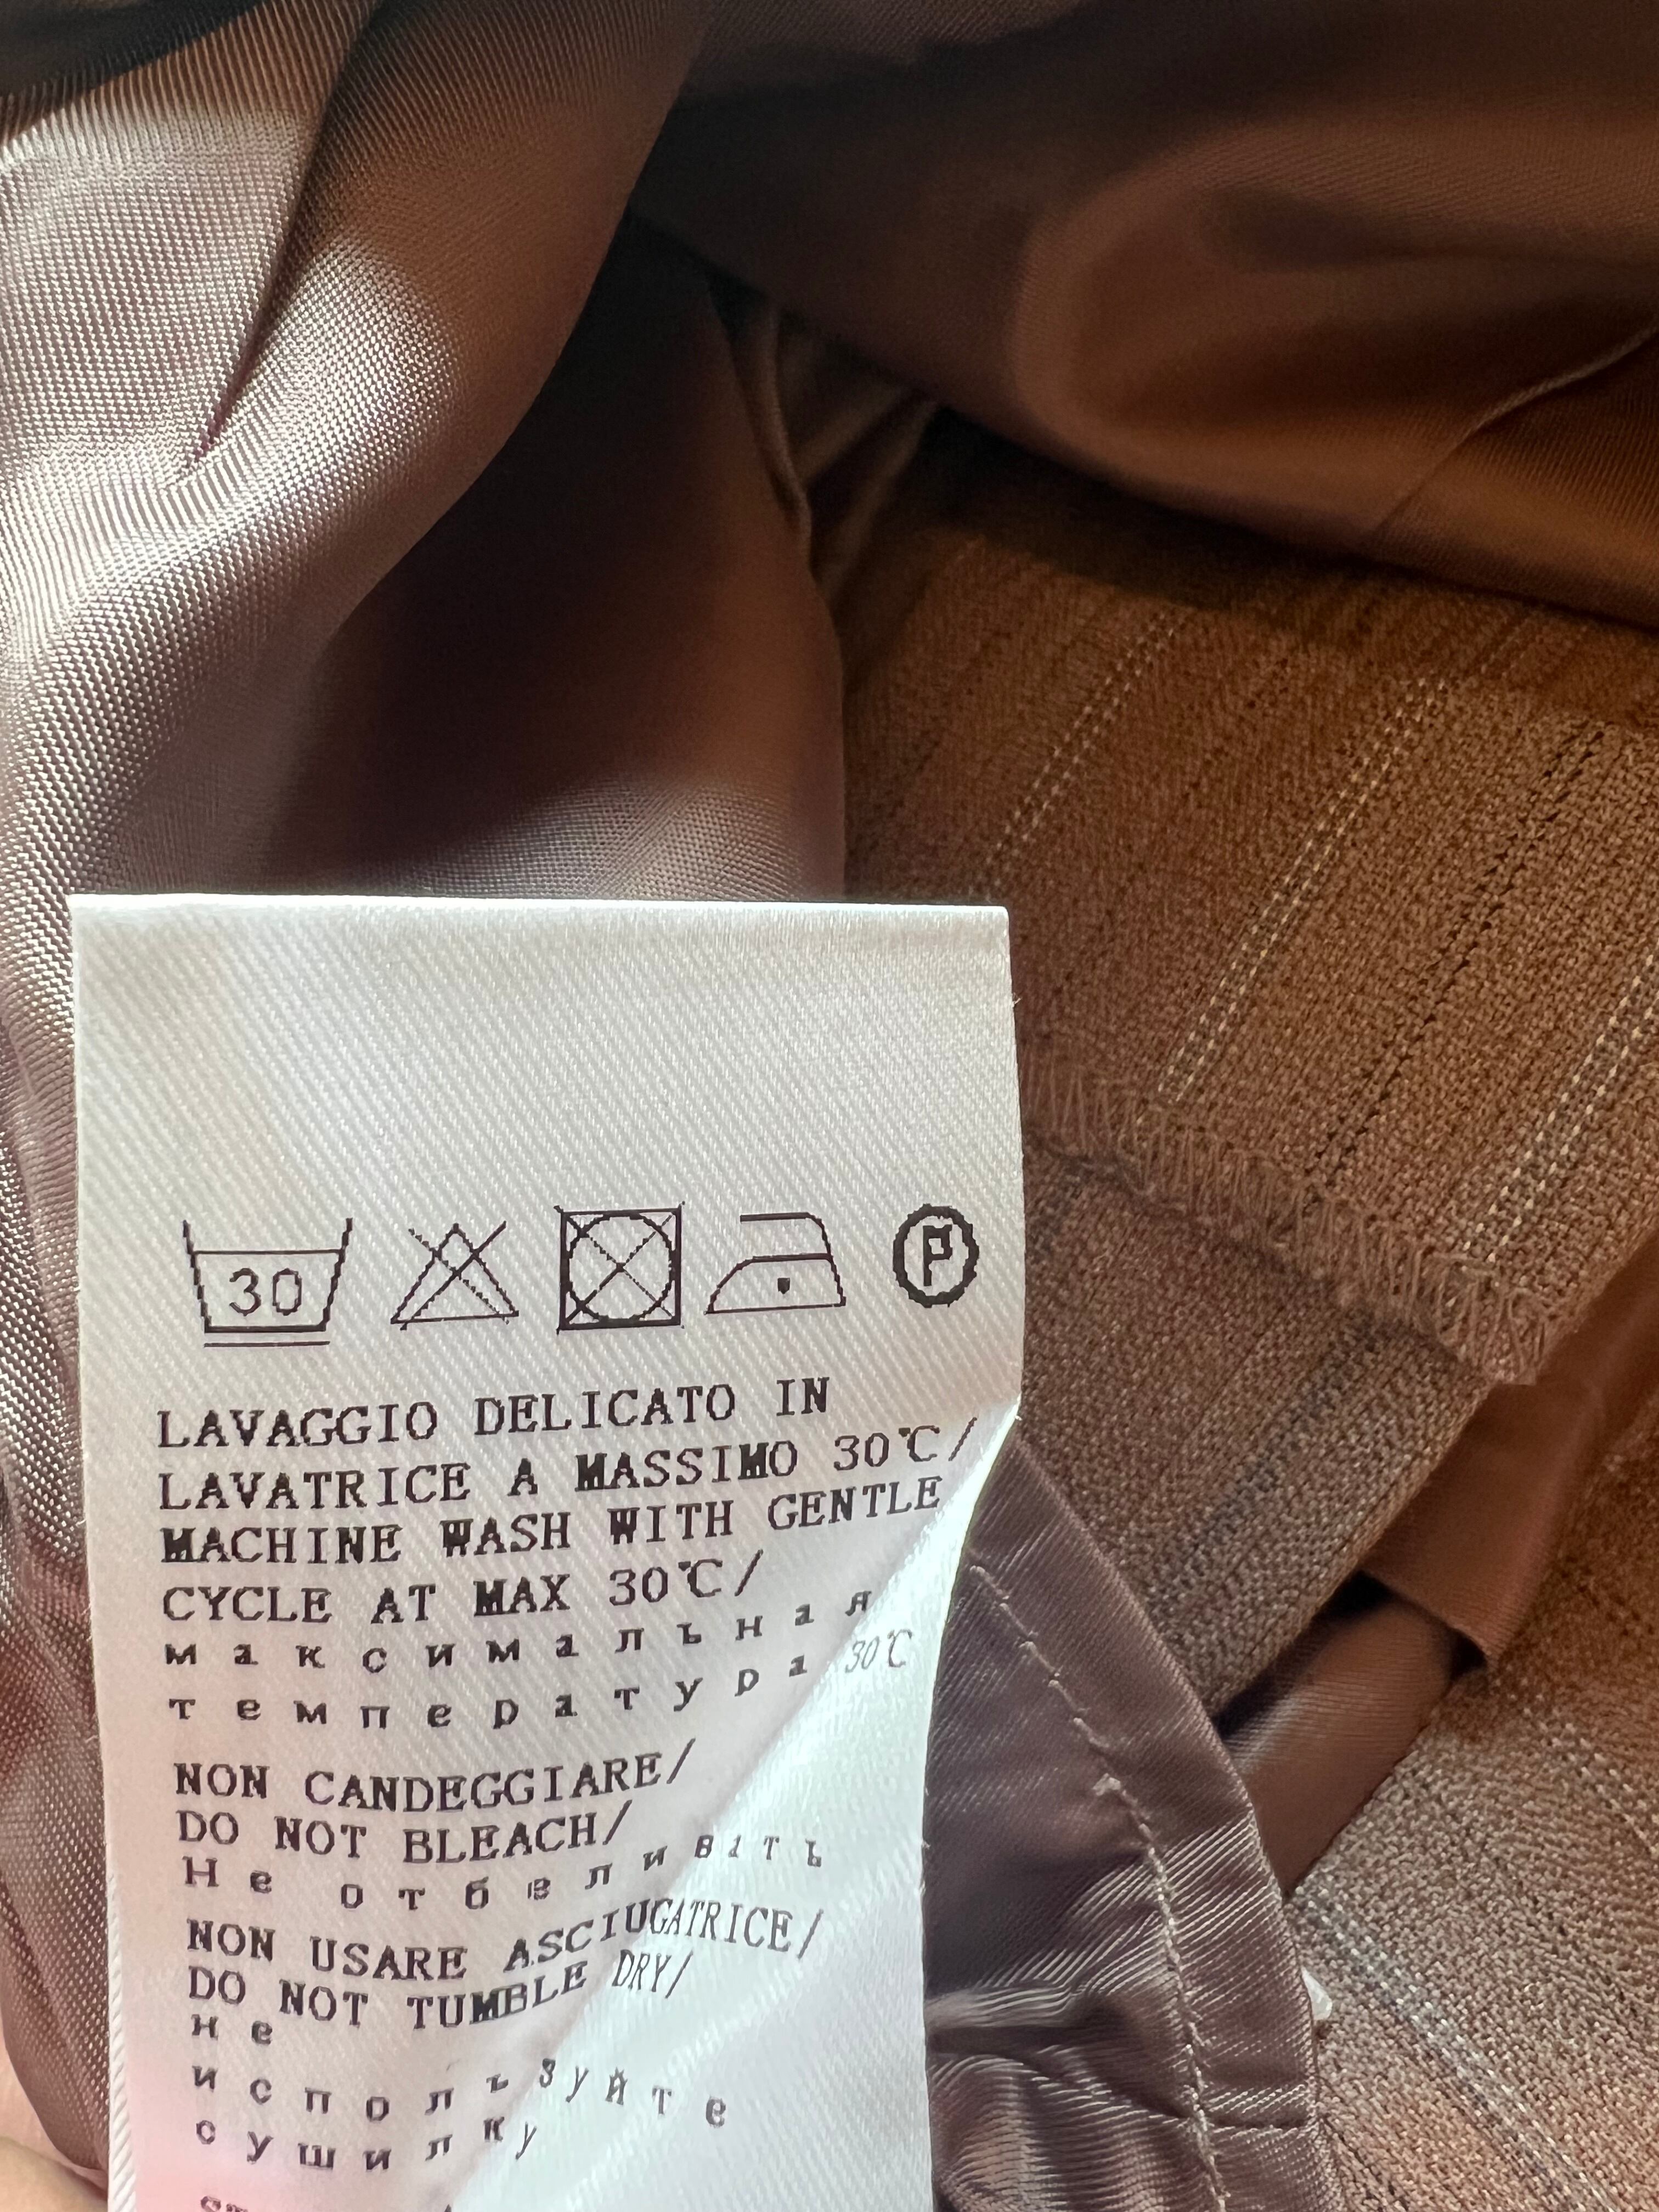 30
P
LAVAGGIO DELICATO IN
LAVATRICE A MASSIMO 30℃/
MACHINE WASH WITH GENTLE
CYCLE AT MAX 30℃/
максимальная
температура 30℃
NON CANDEGGIARE/
DO NOT BLEACH/
Не отбеливать
NON USARE ASCIUGATRICE/
DO NOT TUMBLE DRY/
не
используйте
сушилку